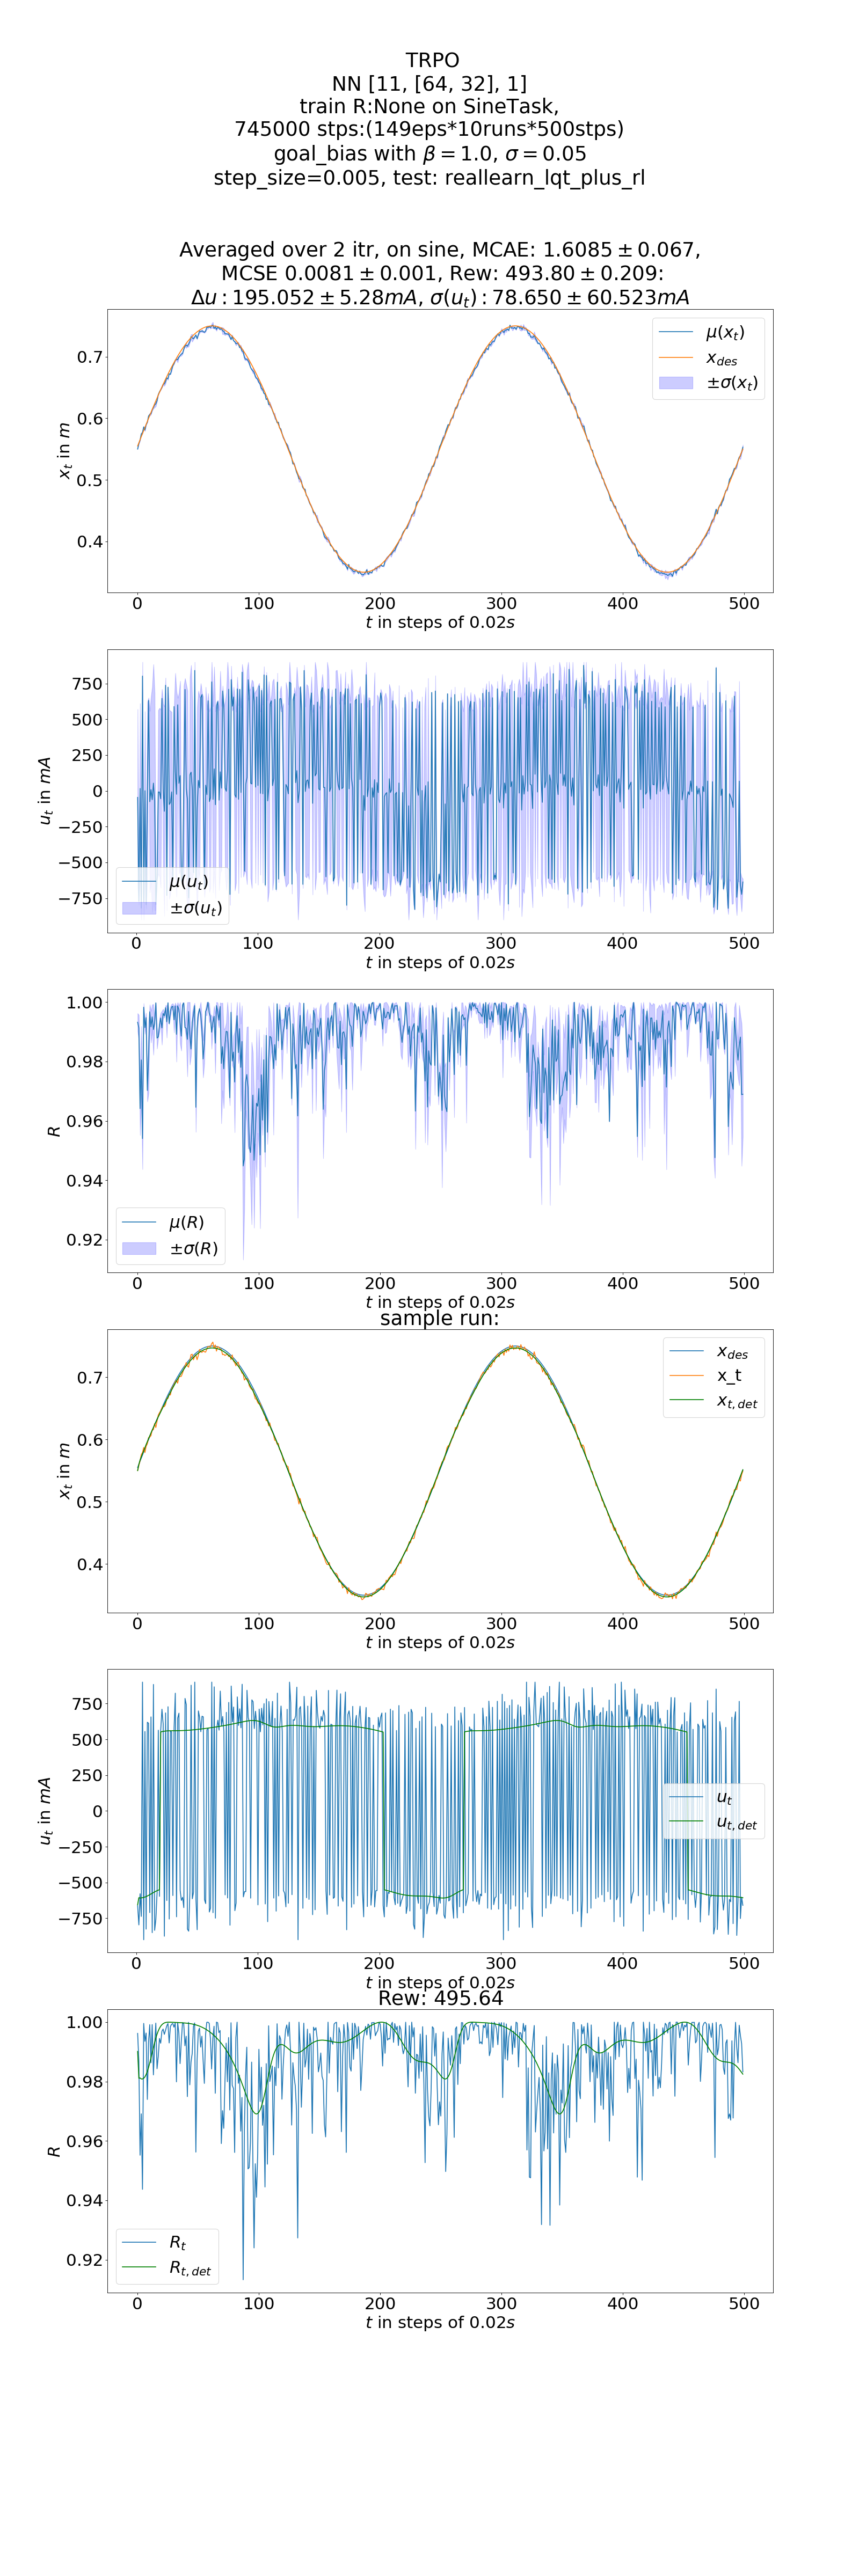 TRPO
NN [11, [64, 32], 1]
train R:None on SineTask,
745000 stps:(149eps*10runs*500stps)
goal_bias with β = 1.0, σ = 0.05
step_size=0.005, test: reallearn_lqt_plus_rl
Averaged over 2 itr, on sine, MCAE: 1.6085 ± 0.067,
MCSE 0.0081 ± 0.001, Rew: 493.80 ± 0.209:
Δu : 195.052 ± 5.28mA, σ(u_t) : 78.650 ± 60.523mA
μ(x_t)
x_des
±σ(x_t)
x_t in m
0.7
0.6
0.5
0.4
0 100 200 300 400 500
t in steps of 0.02s
u_t in mA
750
500
250
0
−250
−500
−750
μ(u_t)
±σ(u_t)
0 100 200 300 400 500
t in steps of 0.02s
R
1.00
0.98
0.96
0.94
0.92
μ(R)
±σ(R)
0 100 200 300 400 500
t in steps of 0.02s
sample run:
x_des
x_t
x_t,det
x_t in m
0.7
0.6
0.5
0.4
0 100 200 300 400 500
t in steps of 0.02s
u_t in mA
750
500
250
0
−250
−500
−750
u_t
u_t,det
0 100 200 300 400 500
t in steps of 0.02s
Rew: 495.64
R
1.00
0.98
0.96
0.94
0.92
R_t
R_t,det
0 100 200 300 400 500
t in steps of 0.02s